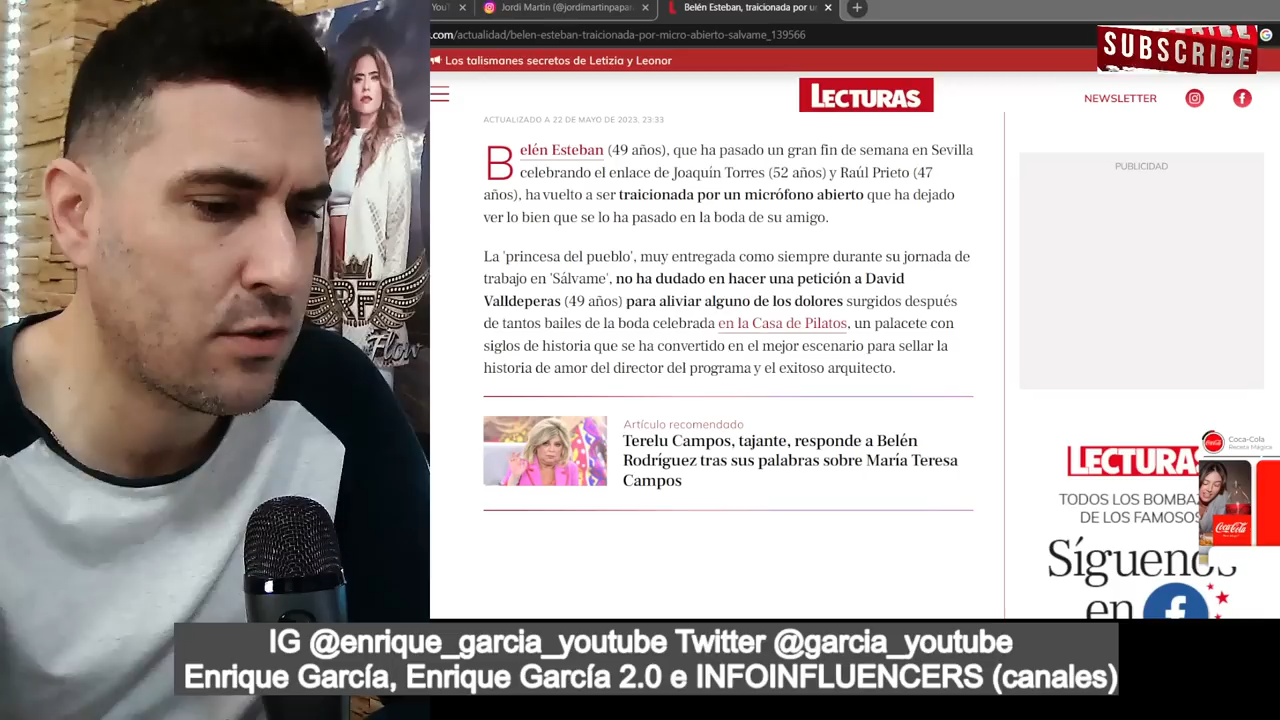 YouT
Jordi Martin (@jordimartinpapar
Belén Esteban, traicionada por u
.com/actualidad/belen-esteban-traicionada-por-micro-abierto-salvame_139566
SUBSCRIBE
Los talismanes secretos de Letizia y Leonor
LECTURAS
NEWSLETTER
ACTUALIZADO A 22 DE MAYO DE 2023, 23:33
Belén Esteban (49 años), que ha pasado un gran fin de semana en Sevilla
celebrando el enlace de Joaquín Torres (52 años) y Raúl Prieto (47
años), ha vuelto a ser traicionada por un micrófono abierto que ha dejado
ver lo bien que se lo ha pasado en la boda de su amigo.
La 'princesa del pueblo', muy entregada como siempre durante su jornada de
trabajo en 'Sálvame', no ha dudado en hacer una petición a David
Valldeperas (49 años) para aliviar alguno de los dolores surgidos después
de tantos bailes de la boda celebrada en la Casa de Pilatos, un palacete con
siglos de historia que se ha convertido en el mejor escenario para sellar la
historia de amor del director del programa y el exitoso arquitecto.
Artículo recomendado
Terelu Campos, tajante, responde a Belén
Rodríguez tras sus palabras sobre María Teresa
Campos
PUBLICIDAD
LECTURAS
TODOS LOS BOMBAZ
DE LOS FAMOSOS
Síguenos
en
Coca-Cola
Receta Mágica
Coca-Cola
RF
Flow
IG @enrique_garcia_youtube Twitter @garcia_youtube
Enrique García, Enrique García 2.0 e INFOINFLUENCERS (canales)